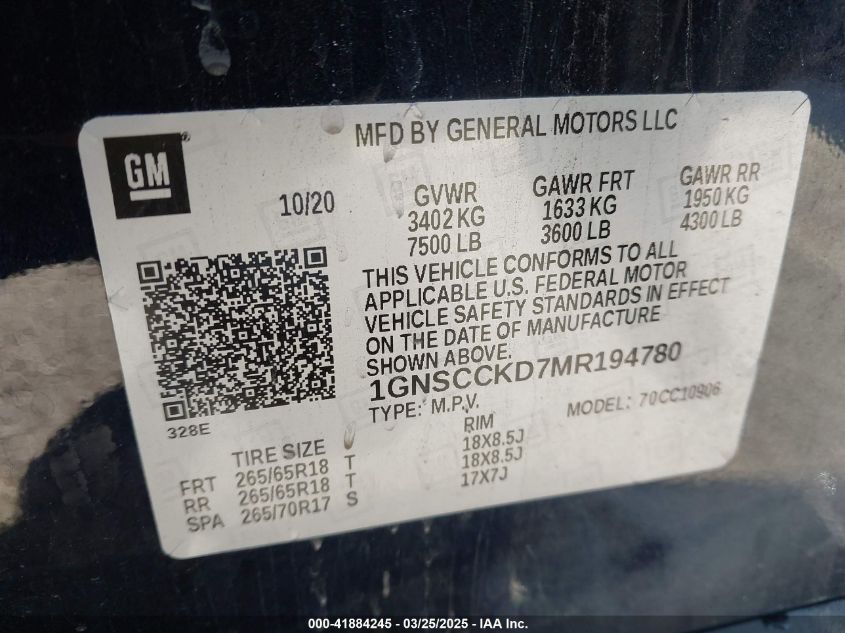 GM
MFD BY GENERAL MOTORS LLC
10/20
GVWR
3402 KG
7500 LB
GAWR FRT
1633 KG
3600 LB
GAWR RR
1950 KG
4300 LB
THIS VEHICLE CONFORMS TO ALL
APPLICABLE U.S. FEDERAL MOTOR
VEHICLE SAFETY STANDARDS IN EFFECT
ON THE DATE OF MANUFACTURE
SHOWN ABOVE.
1GNSCCKD7MR194780
TYPE: M.P.V.
MODEL: 70CC10906
328E
TIRE SIZE RIM
FRT 265/65R18 T 18X8.5J
RR 265/65R18 T 18X8.5J
SPA 265/70R17 S 17X7J
000-41884245 - 03/25/2025 - IAA Inc.